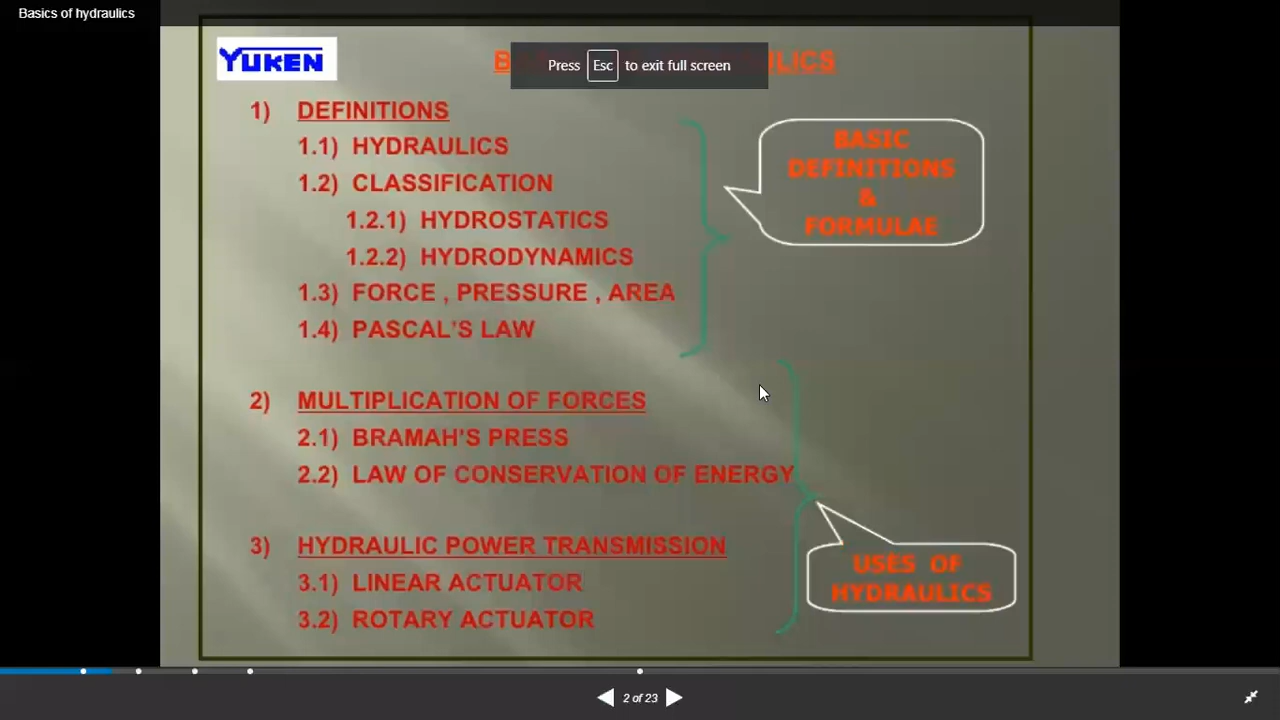 Basics of hydraulics
YUKEN
ULICS
Press Esc to exit full screen
1) DEFINITIONS
1.1) HYDRAULICS
1.2) CLASSIFICATION
1.2.1) HYDROSTATICS
1.2.2) HYDRODYNAMICS
1.3) FORCE , PRESSURE , AREA
1.4) PASCAL'S LAW
BASIC
DEFINITIONS
&
FORMULAE
2) MULTIPLICATION OF FORCES
2.1) BRAMAH'S PRESS
2.2) LAW OF CONSERVATION OF ENERGY
3) HYDRAULIC POWER TRANSMISSION
3.1) LINEAR ACTUATOR
3.2) ROTARY ACTUATOR
USES OF
HYDRAULICS
2 of 23